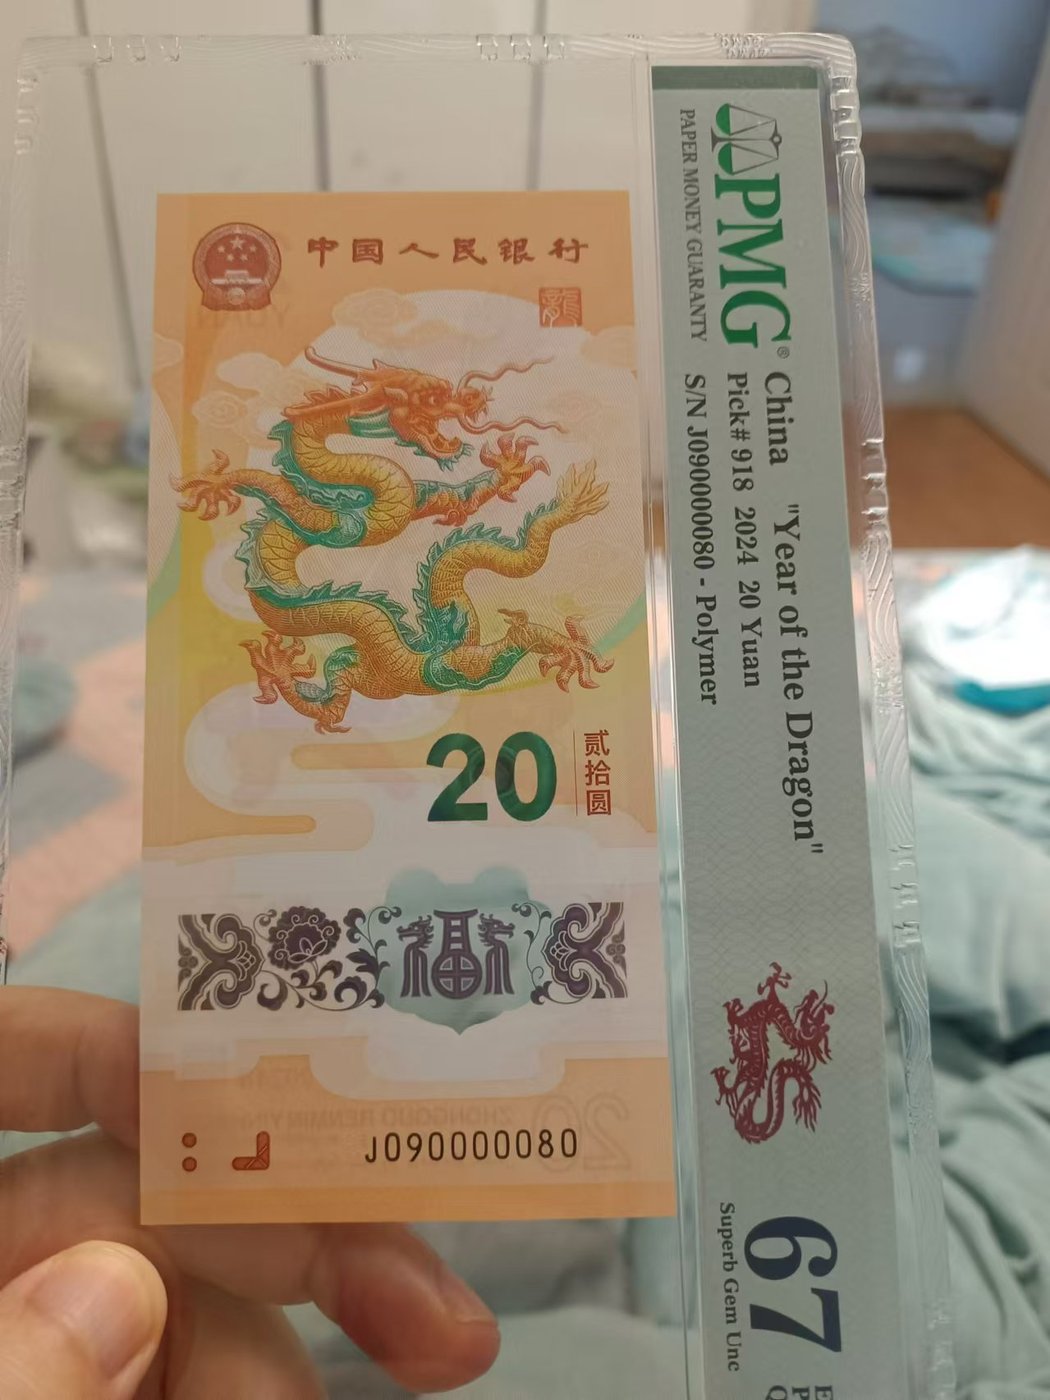 中国人民银行
龍
20
贰拾圆
J090000080
PMG®
PAPER MONEY GUARANTY
China "Year of the Dragon"
Pick# 918 2024 20 Yuan
S/N J090000080 - Polymer
67
Superb Gem Unc
E
P
Q